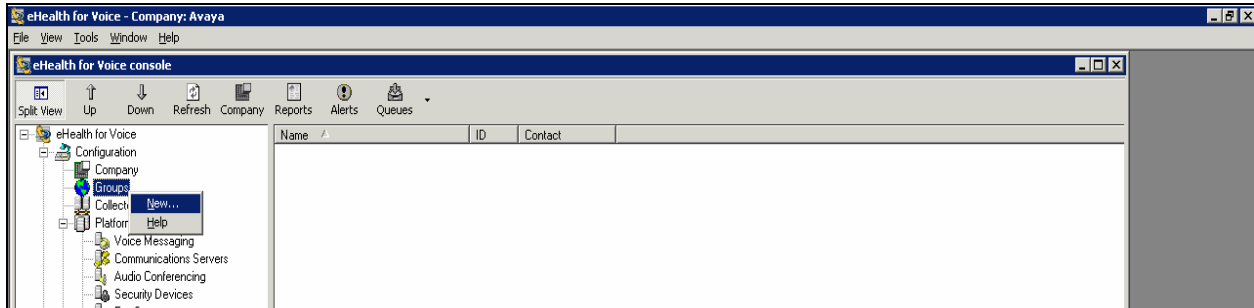 eHealth for Voice - Company: Avaya
File View Tools Window Help
eHealth for Voice console
Split View Up Down Refresh Company Reports Alerts Queues
eHealth for Voice
Name ID Contact
Configuration
Company
Groups
New...
Collect
Platform
Help
Voice Messaging
Communications Servers
Audio Conferencing
Security Devices